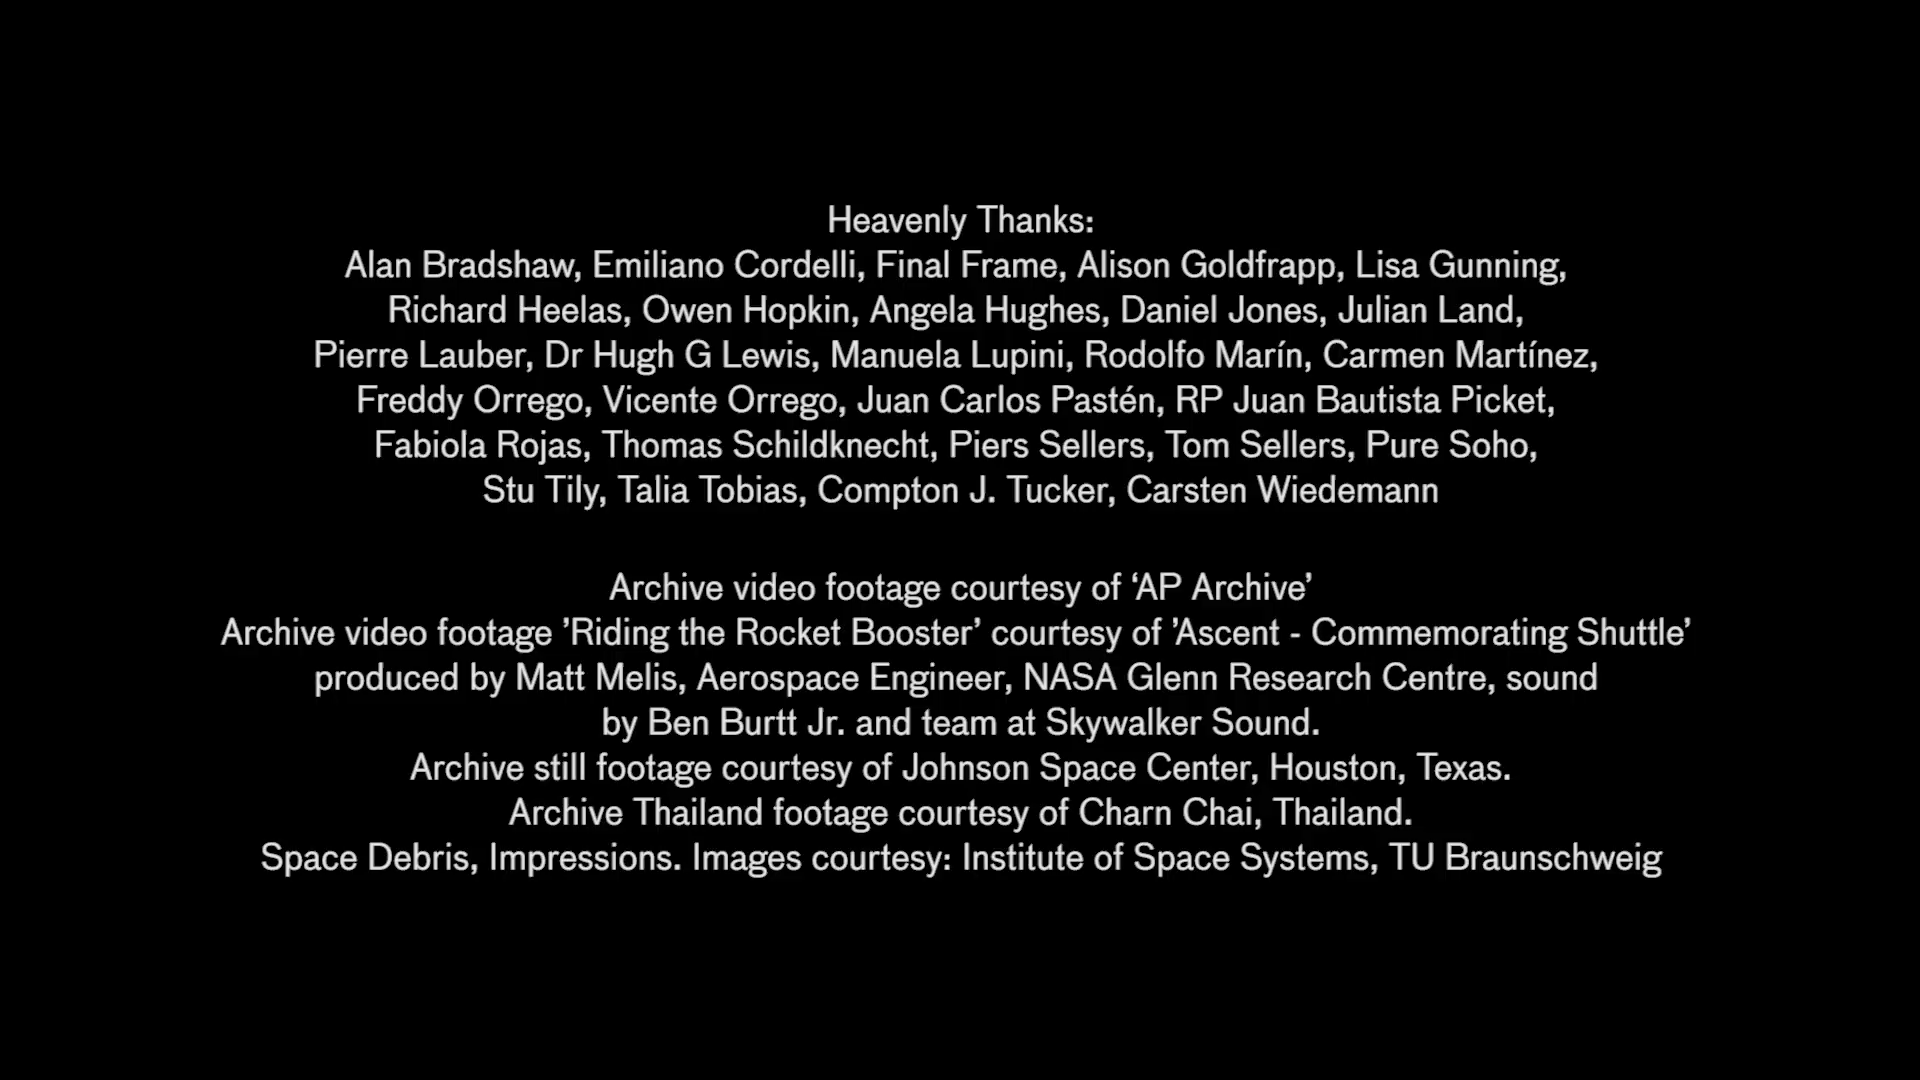 Heavenly Thanks:
Alan Bradshaw, Emiliano Cordelli, Final Frame, Alison Goldfrapp, Lisa Gunning,
Richard Heelas, Owen Hopkin, Angela Hughes, Daniel Jones, Julian Land,
Pierre Lauber, Dr Hugh G Lewis, Manuela Lupini, Rodolfo Marín, Carmen Martínez,
Freddy Orrego, Vicente Orrego, Juan Carlos Pastén, RP Juan Bautista Picket,
Fabiola Rojas, Thomas Schildknecht, Piers Sellers, Tom Sellers, Pure Soho,
Stu Tily, Talia Tobias, Compton J. Tucker, Carsten Wiedemann
Archive video footage courtesy of ‘AP Archive’
Archive video footage ’Riding the Rocket Booster’ courtesy of ’Ascent - Commemorating Shuttle’
produced by Matt Melis, Aerospace Engineer, NASA Glenn Research Centre, sound
by Ben Burtt Jr. and team at Skywalker Sound.
Archive still footage courtesy of Johnson Space Center, Houston, Texas.
Archive Thailand footage courtesy of Charn Chai, Thailand.
Space Debris, Impressions. Images courtesy: Institute of Space Systems, TU Braunschweig